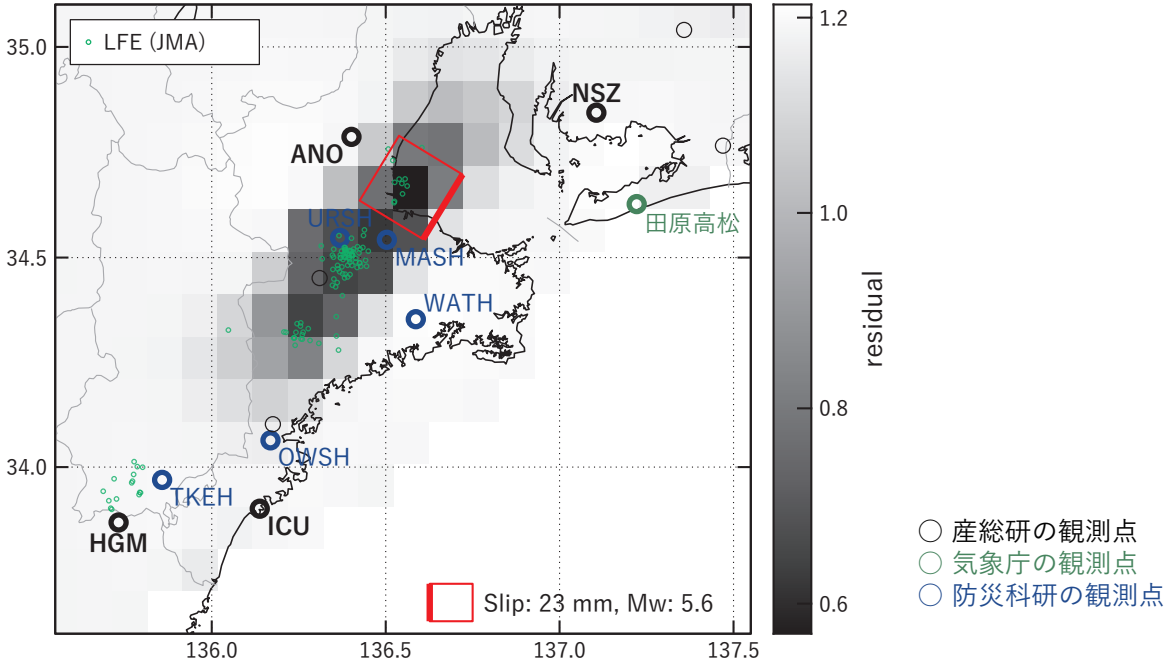 LFE (JMA)
35.0
34.5
34.0
136.0
136.5
137.0
137.5
NSZ
ANO
田原高松
URSH
MASH
WATH
OWSH
TKEH
HGM
ICU
Slip: 23 mm, Mw: 5.6
1.2
1.0
0.8
0.6
residual
産総研の観測点
気象庁の観測点
防災科研の観測点